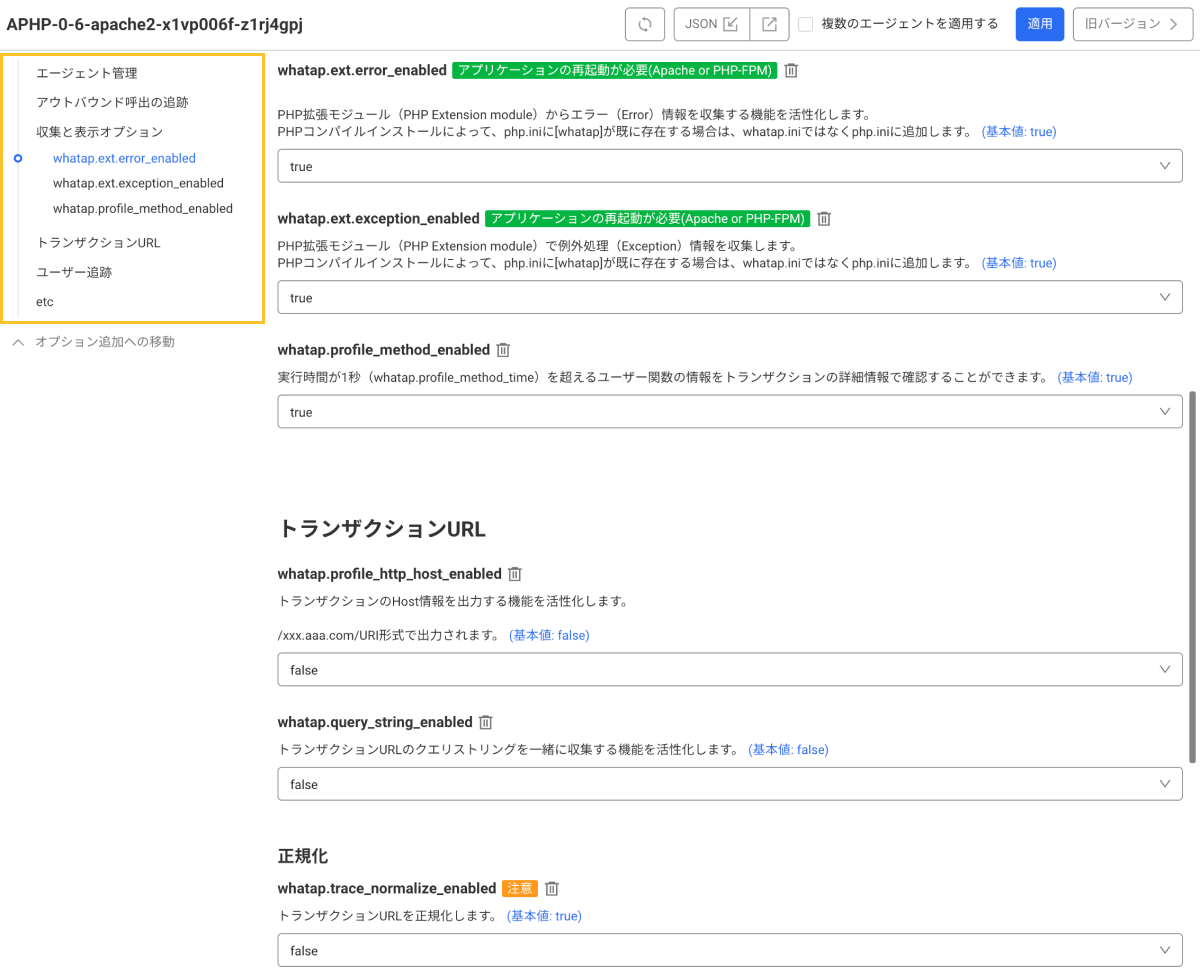 APHP-0-6-apache2-x1vp006f-z1rj4gpj
JSON
複数のエージェントを適用する
適用
旧バージョン
エージェント管理
アウトバウンド呼出の追跡
収集と表示オプション
whatap.ext.error_enabled
whatap.ext.exception_enabled
whatap.profile_method_enabled
トランザクションURL
ユーザー追跡
etc
オプション追加への移動
whatap.ext.error_enabled アプリケーションの再起動が必要(Apache or PHP-FPM)
PHP拡張モジュール（PHP Extension module）からエラー（Error）情報を収集する機能を活性化します。
PHPコンパイルインストールによって、php.iniに[whatap]が既に存在する場合は、whatap.iniではなくphp.iniに追加します。 (基本値: true)
true
whatap.ext.exception_enabled アプリケーションの再起動が必要(Apache or PHP-FPM)
PHP拡張モジュール（PHP Extension module）で例外処理（Exception）情報を収集します。
PHPコンパイルインストールによって、php.iniに[whatap]が既に存在する場合は、whatap.iniではなくphp.iniに追加します。 (基本値: true)
true
whatap.profile_method_enabled
実行時間が1秒（whatap.profile_method_time）を超えるユーザー関数の情報をトランザクションの詳細情報で確認することができます。 (基本値: true)
true
トランザクションURL
whatap.profile_http_host_enabled
トランザクションのHost情報を出力する機能を活性化します。
/xxx.aaa.com/URI形式で出力されます。 (基本値: false)
false
whatap.query_string_enabled
トランザクションURLのクエリストリングを一緒に収集する機能を活性化します。 (基本値: false)
false
正規化
whatap.trace_normalize_enabled 注意
トランザクションURLを正規化します。 (基本値: true)
false